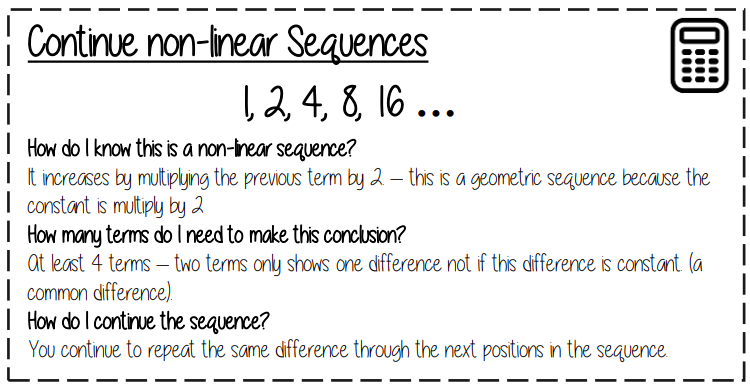 Continue non-linear Sequences
1, 2, 4, 8, 16 ...
How do I know this is a non-linear sequence?
It increases by multiplying the previous term by 2. – this is a geometric sequence because the
constant is multiply by 2
How many terms do I need to make this conclusion?
At least 4 terms – two terms only shows one difference not if this difference is constant. (a
common difference).
How do I continue the sequence?
You continue to repeat the same difference through the next positions in the sequence.